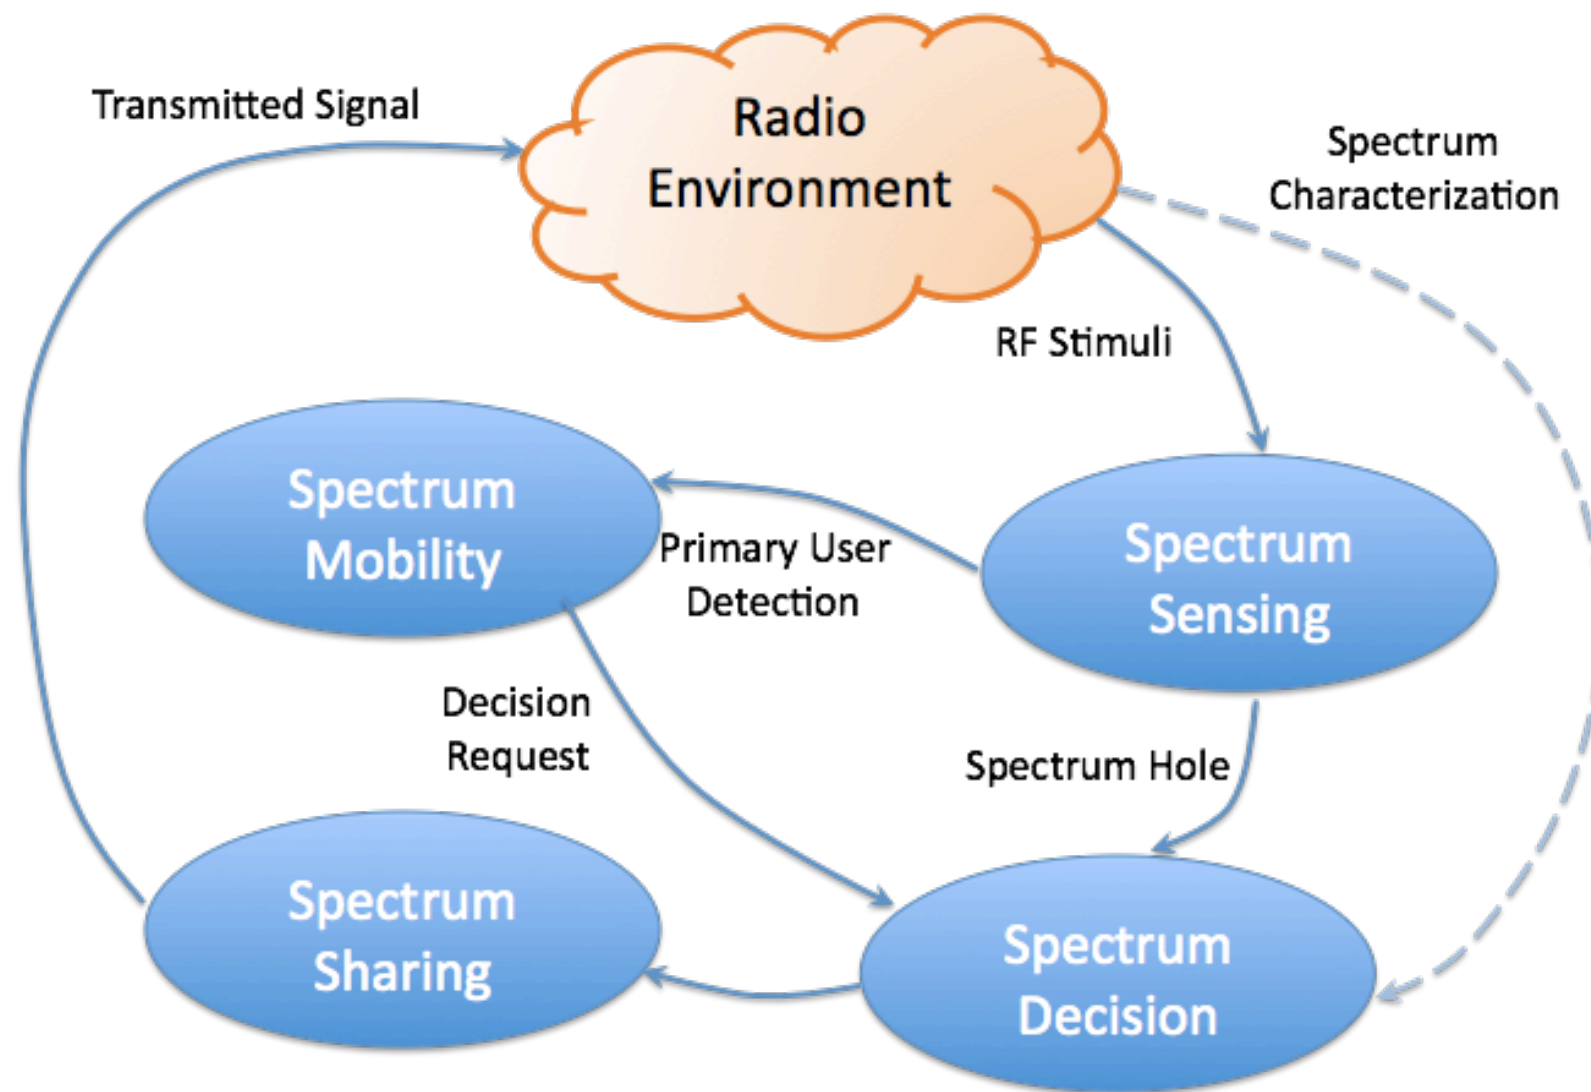 Transmitted Signal
Radio
Environment
Spectrum
Characterization
RF Stimuli
Spectrum
Mobility
Primary User
Detection
Spectrum
Sensing
Decision
Request
Spectrum Hole
Spectrum
Sharing
Spectrum
Decision